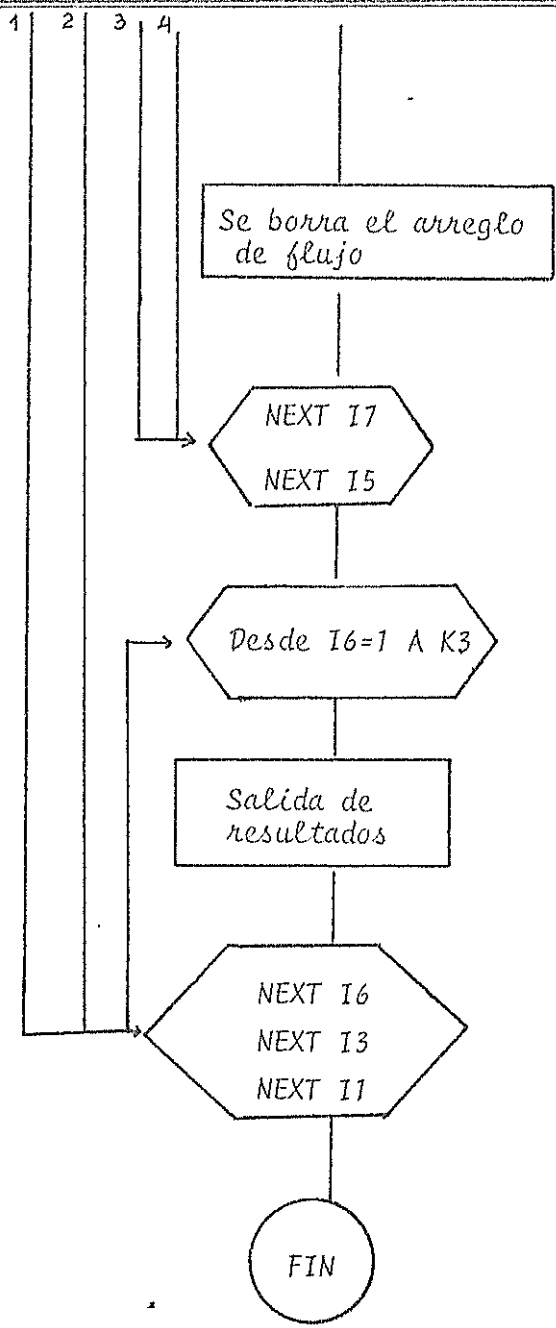 1 2 3 4
Se borra el arreglo
de flujo
NEXT I7
NEXT I5
Desde I6=1 A K3
Salida de
resultados
NEXT I6
NEXT I3
NEXT I1
FIN